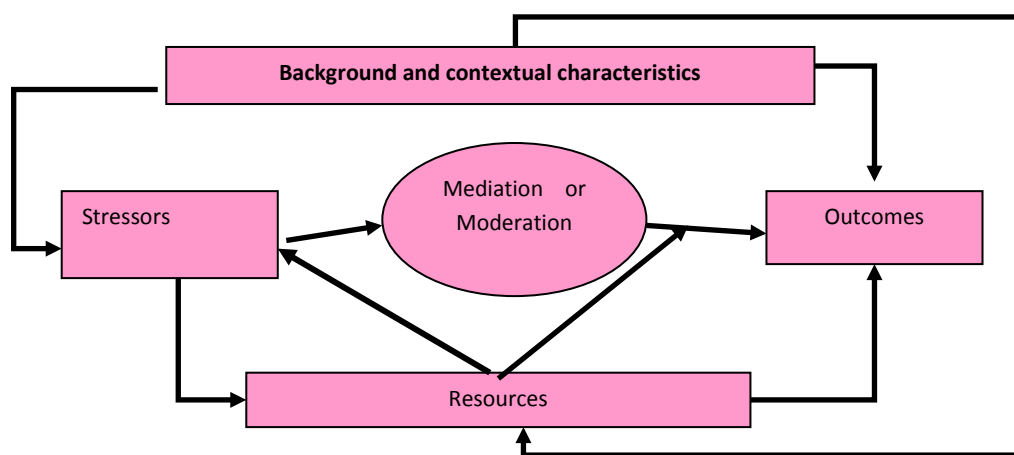 Background and contextual characteristics
Mediation or
Moderation
Stressors
Outcomes
Resources